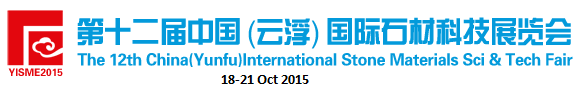 第十二届中国(云浮)国际石材科技展览会
The 12th China(Yunfu)International Stone Materials Sci & Tech Fair
YISME2015
18-21 Oct 2015